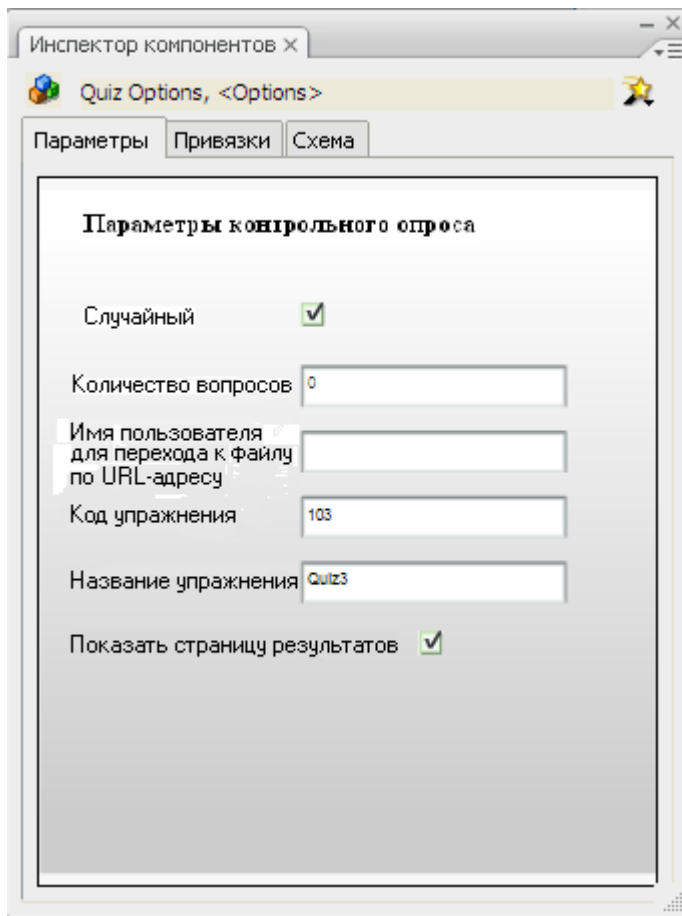 Инспектор компонентов
Quiz Options, <Options>
Параметры Привязки Схема
Параметры контрольного опроса
Случайный
Количество вопросов 0
Имя пользователя
для перехода к файлу
по URL-адресу
Код упражнения 103
Название упражнения Quiz3
Показать страницу результатов